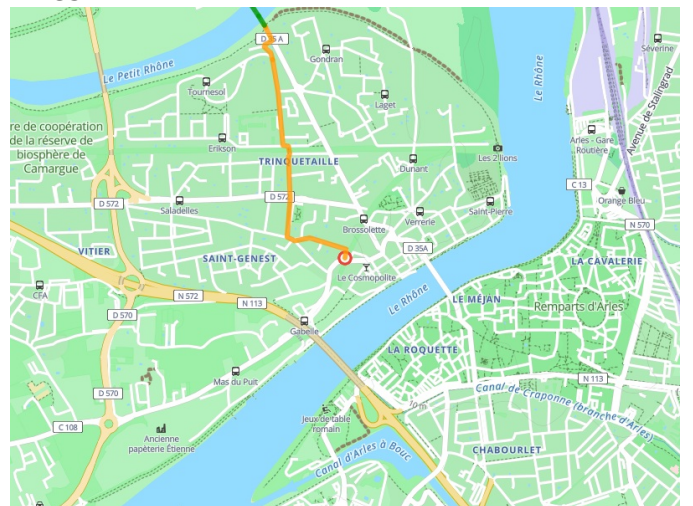 D 35 A
Gondran
Séverine
Le Petit Rhône
Le Rhône
Avenue de Stalingrad
Tournesol
Laget
re de coopération
de la réserve de
biosphère de
Camargue
Erikson
Arles - Gare
Routière
TRINQUETAILLE
Les 2 lions
Dunant
C 13
D 572
D 572
Saladelles
Orange Bleu
Saint-Pierre
Verrerie
Brossolette
N 570
VITIER
SAINT-GENEST
D 35A
LA CAVALERIE
Le Cosmopolite
CFA
N 572
N 113
Le Rhône
LE MÉJAN
Remparts d'Arles
D 570
Gabelle
LA ROQUETTE
Mas du Puit
N 113
D 570
Canal de Craponne (branche d'Arles)
10 m
Jeux de table
romain
C 108
Ancienne
papèterie Étienne
CHABOURLET
Canal d'Arles à Bouc